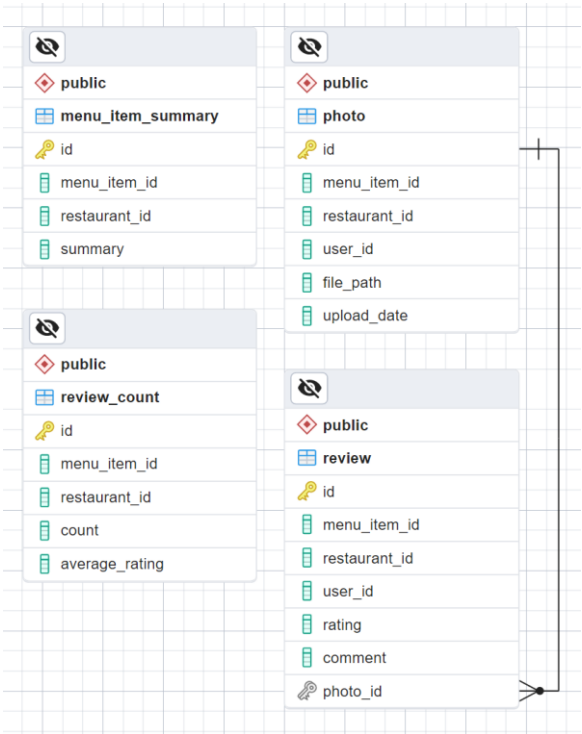 public
menu_item_summary
id
menu_item_id
restaurant_id
summary
public
photo
id
menu_item_id
restaurant_id
user_id
file_path
upload_date
public
review_count
id
menu_item_id
restaurant_id
count
average_rating
public
review
id
menu_item_id
restaurant_id
user_id
rating
comment
photo_id